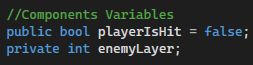 //Components Variables
public bool playerIsHit = false;
private int enemyLayer;